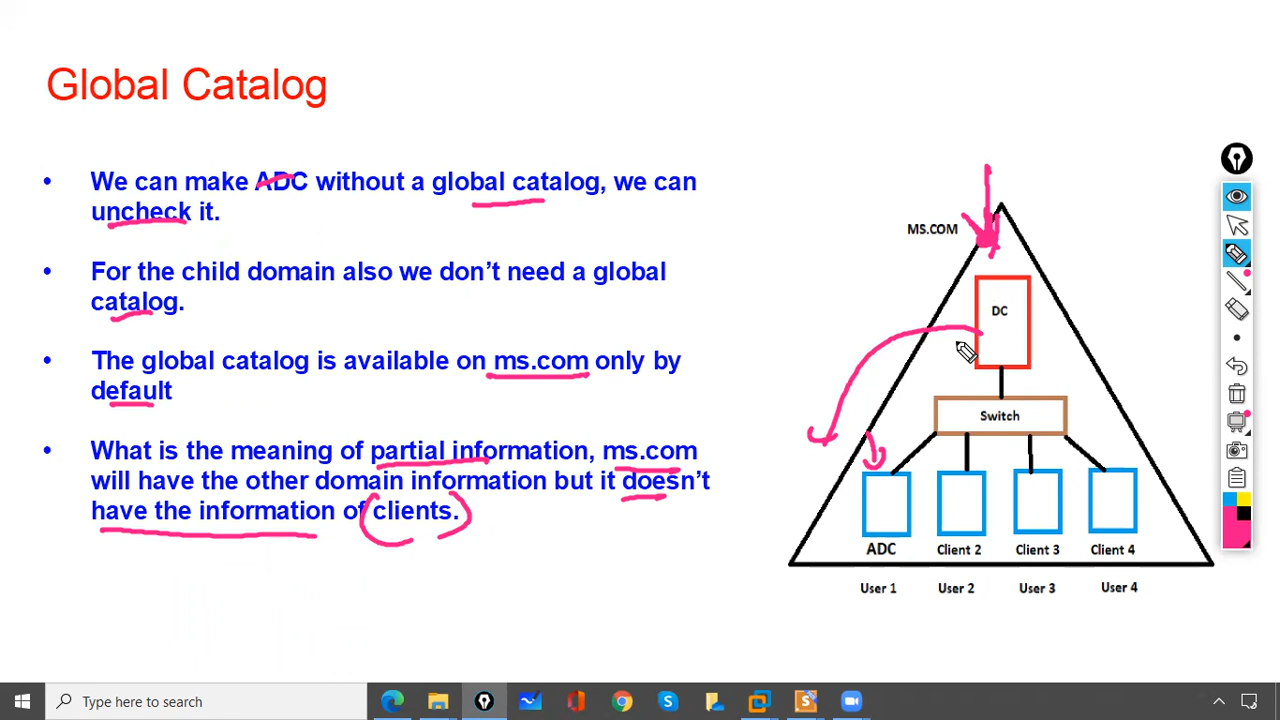 Global Catalog
• We can make ADC without a global catalog, we can
uncheck it.
• For the child domain also we don't need a global
catalog.
• The global catalog is available on ms.com only by
default
• What is the meaning of partial information, ms.com
will have the other domain information but it doesn't
have the information of clients.
MS.COM
DC
Switch
ADC Client 2 Client 3 Client 4
User 1 User 2 User 3 User 4
Type here to search